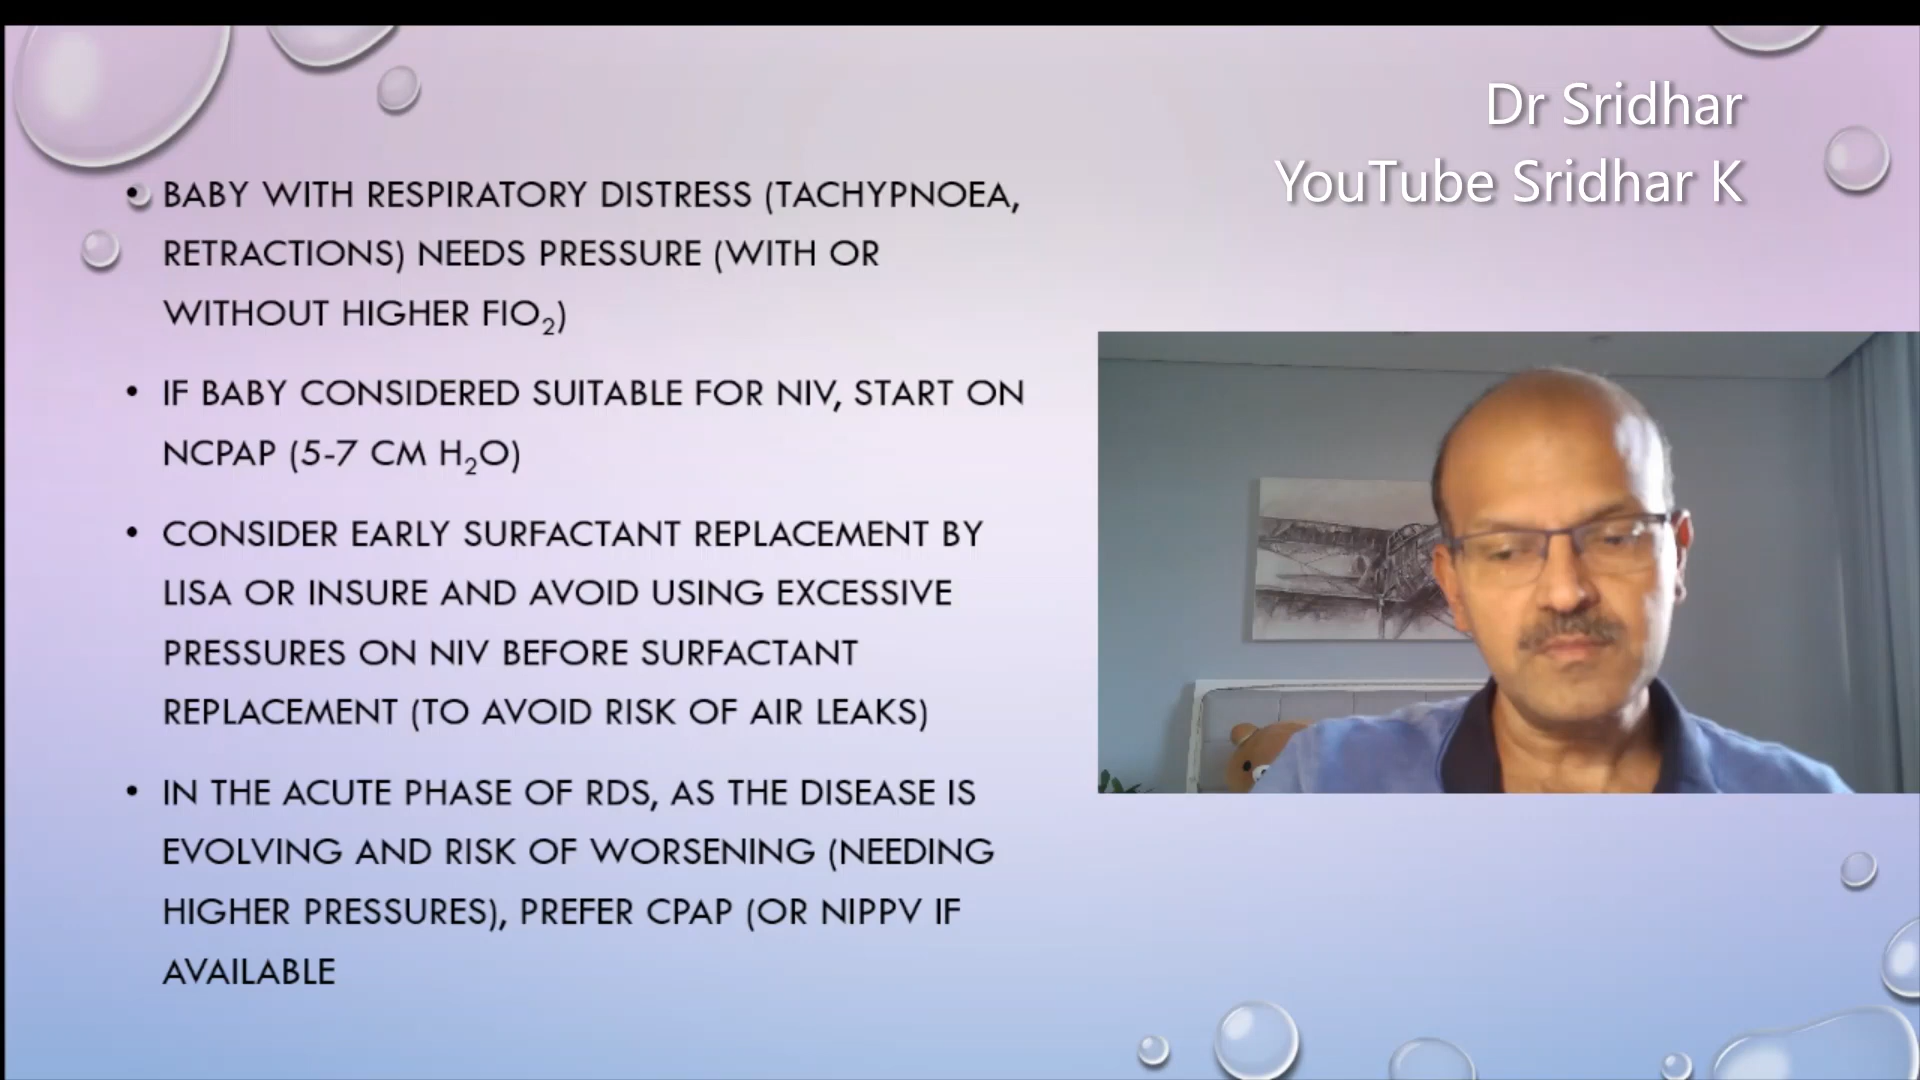 Dr Sridhar
YouTube Sridhar K
• BABY WITH RESPIRATORY DISTRESS (TACHYPNOEA,
RETRACTIONS) NEEDS PRESSURE (WITH OR
WITHOUT HIGHER FIO₂)
• IF BABY CONSIDERED SUITABLE FOR NIV, START ON
NCPAP (5-7 CM H₂O)
• CONSIDER EARLY SURFACTANT REPLACEMENT BY
LISA OR INSURE AND AVOID USING EXCESSIVE
PRESSURES ON NIV BEFORE SURFACTANT
REPLACEMENT (TO AVOID RISK OF AIR LEAKS)
• IN THE ACUTE PHASE OF RDS, AS THE DISEASE IS
EVOLVING AND RISK OF WORSENING (NEEDING
HIGHER PRESSURES), PREFER CPAP (OR NIPPV IF
AVAILABLE